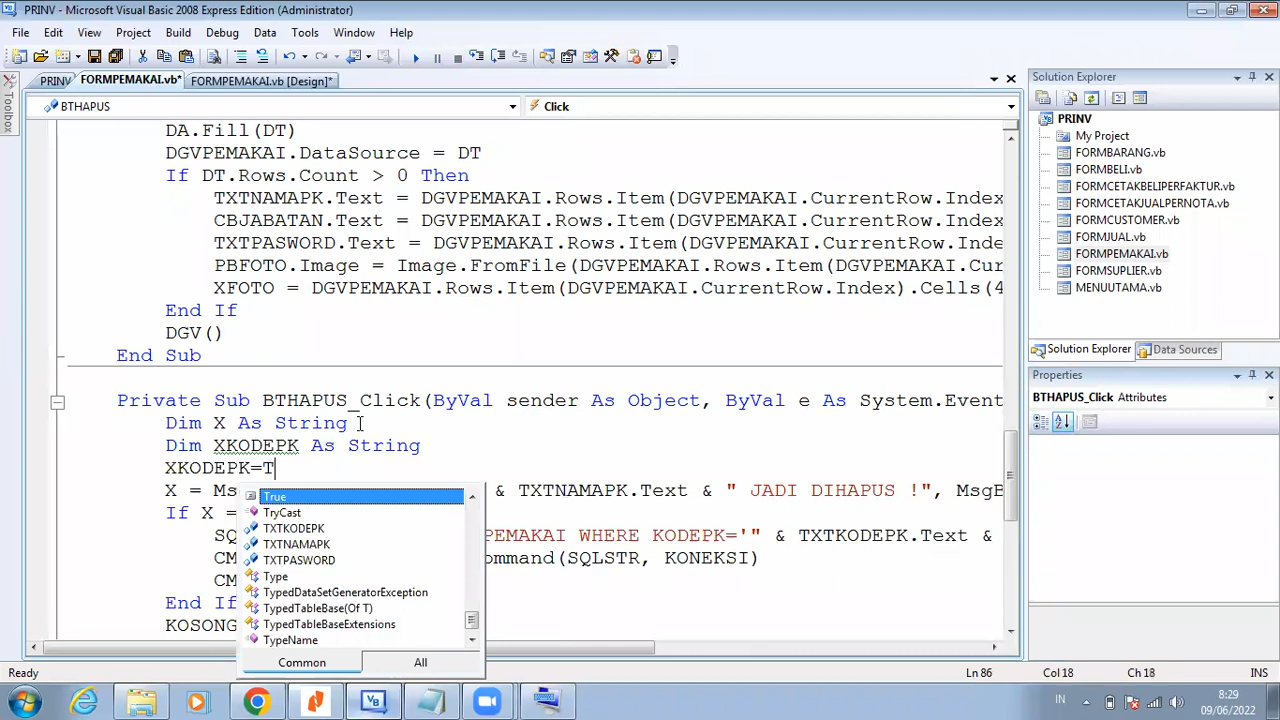 PRINV - Microsoft Visual Basic 2008 Express Edition (Administrator)
File Edit View Project Build Debug Data Tools Window Help
PRINV FORMPEMAKAI.vb* FORMPEMAKAI.vb [Design]*
Toolbox
BTHAPUS Click
DA.Fill(DT)
DGVPEMAKAI.DataSource = DT
If DT.Rows.Count > 0 Then
TXTNAMAPK.Text = DGVPEMAKAI.Rows.Item(DGVPEMAKAI.CurrentRow.Index
CBJABATAN.Text = DGVPEMAKAI.Rows.Item(DGVPEMAKAI.CurrentRow.Index
TXTPASWORD.Text = DGVPEMAKAI.Rows.Item(DGVPEMAKAI.CurrentRow.Inde
PBFOTO.Image = Image.FromFile(DGVPEMAKAI.Rows.Item(DGVPEMAKAI.Cur
XFOTO = DGVPEMAKAI.Rows.Item(DGVPEMAKAI.CurrentRow.Index).Cells(4
End If
DGV()
End Sub
Private Sub BTHAPUS_Click(ByVal sender As Object, ByVal e As System.Event
Dim X As String
Dim XKODEPK As String
XKODEPK=T
X = Ms & TXTNAMAPK.Text & " JADI DIHAPUS !", MsgB
If X =
SQ PEMAKAI WHERE KODEPK='" & TXTKODEPK.Text &
CM ommand(SQLSTR, KONEKSI)
CM
End If
KOSONG
True
TryCast
TXTKODEPK
TXTNAMAPK
TXTPASWORD
Type
TypedDataSetGeneratorException
TypedTableBase(Of T)
TypedTableBaseExtensions
TypeName
Common All
Solution Explorer
PRINV
My Project
FORMBARANG.vb
FORMBELI.vb
FORMCETAKBELIPERFAKTUR.vb
FORMCETAKJUALPERNOTA.vb
FORMCUSTOMER.vb
FORMJUAL.vb
FORMPEMAKAI.vb
FORMSUPLIER.vb
MENUUTAMA.vb
Solution Explorer Data Sources
Properties
BTHAPUS_Click Attributes
Ready Ln 86 Col 18 Ch 18 INS
IN 8:29
09/06/2022